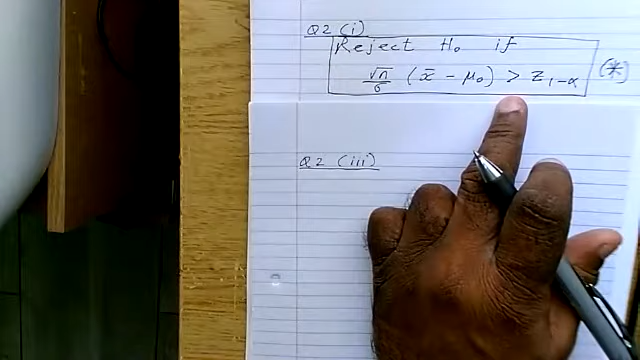 Q2 (i)
Reject H₀ if
√n/σ (x̄ - μ₀) > z₁₋α (*)
Q2 (iii)